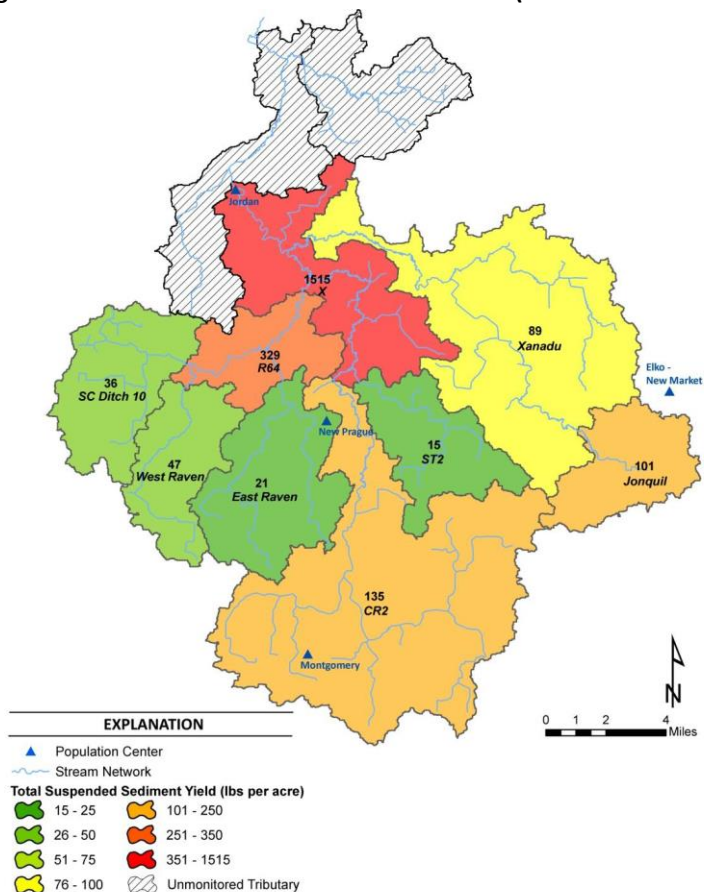 Jordan
1515
X
89
Xanadu
329
R64
Elko -
New Market
36
SC Ditch 10
New Prague
15
ST2
47
West Raven
21
East Raven
101
Jonquil
135
CR2
Montgomery
N
0 1 2 4
Miles
EXPLANATION
Population Center
Stream Network
Total Suspended Sediment Yield (lbs per acre)
15 - 25
101 - 250
26 - 50
251 - 350
51 - 75
351 - 1515
76 - 100
Unmonitored Tributary